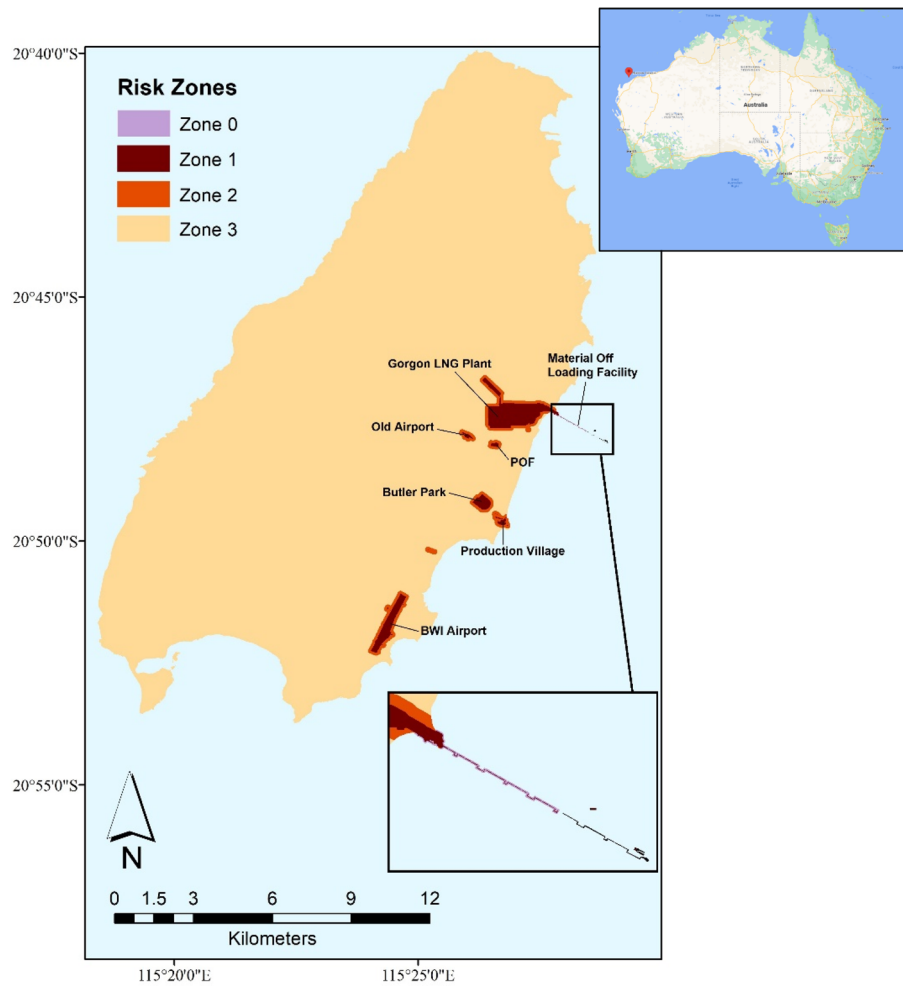 20°40'0"S
Risk Zones
Zone 0
Zone 1
Zone 2
Zone 3
Australia
20°45'0"S
Gorgon LNG Plant
Material Off
Loading Facility
Old Airport
POF
Butler Park
20°50'0"S
Production Village
BWI Airport
20°55'0"S
N
0 1.5 3 6 9 12
Kilometers
115°20'0"E
115°25'0"E